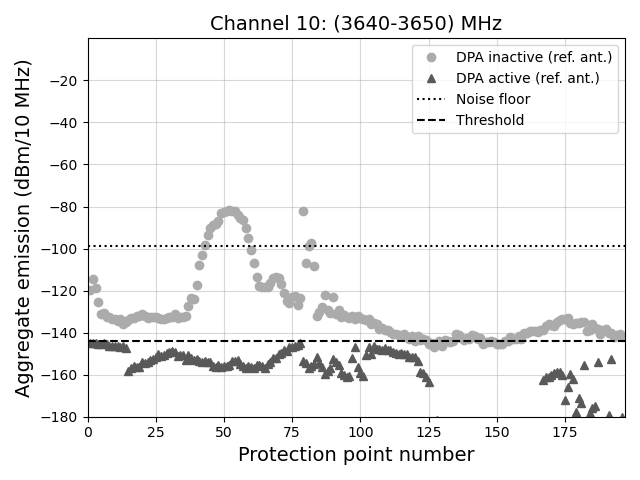 Channel 10: (3640-3650) MHz
DPA inactive (ref. ant.)
DPA active (ref. ant.)
Noise floor
Threshold
Aggregate emission (dBm/10 MHz)
−20
−40
−60
−80
−100
−120
−140
−160
−180
0 25 50 75 100 125 150 175
Protection point number